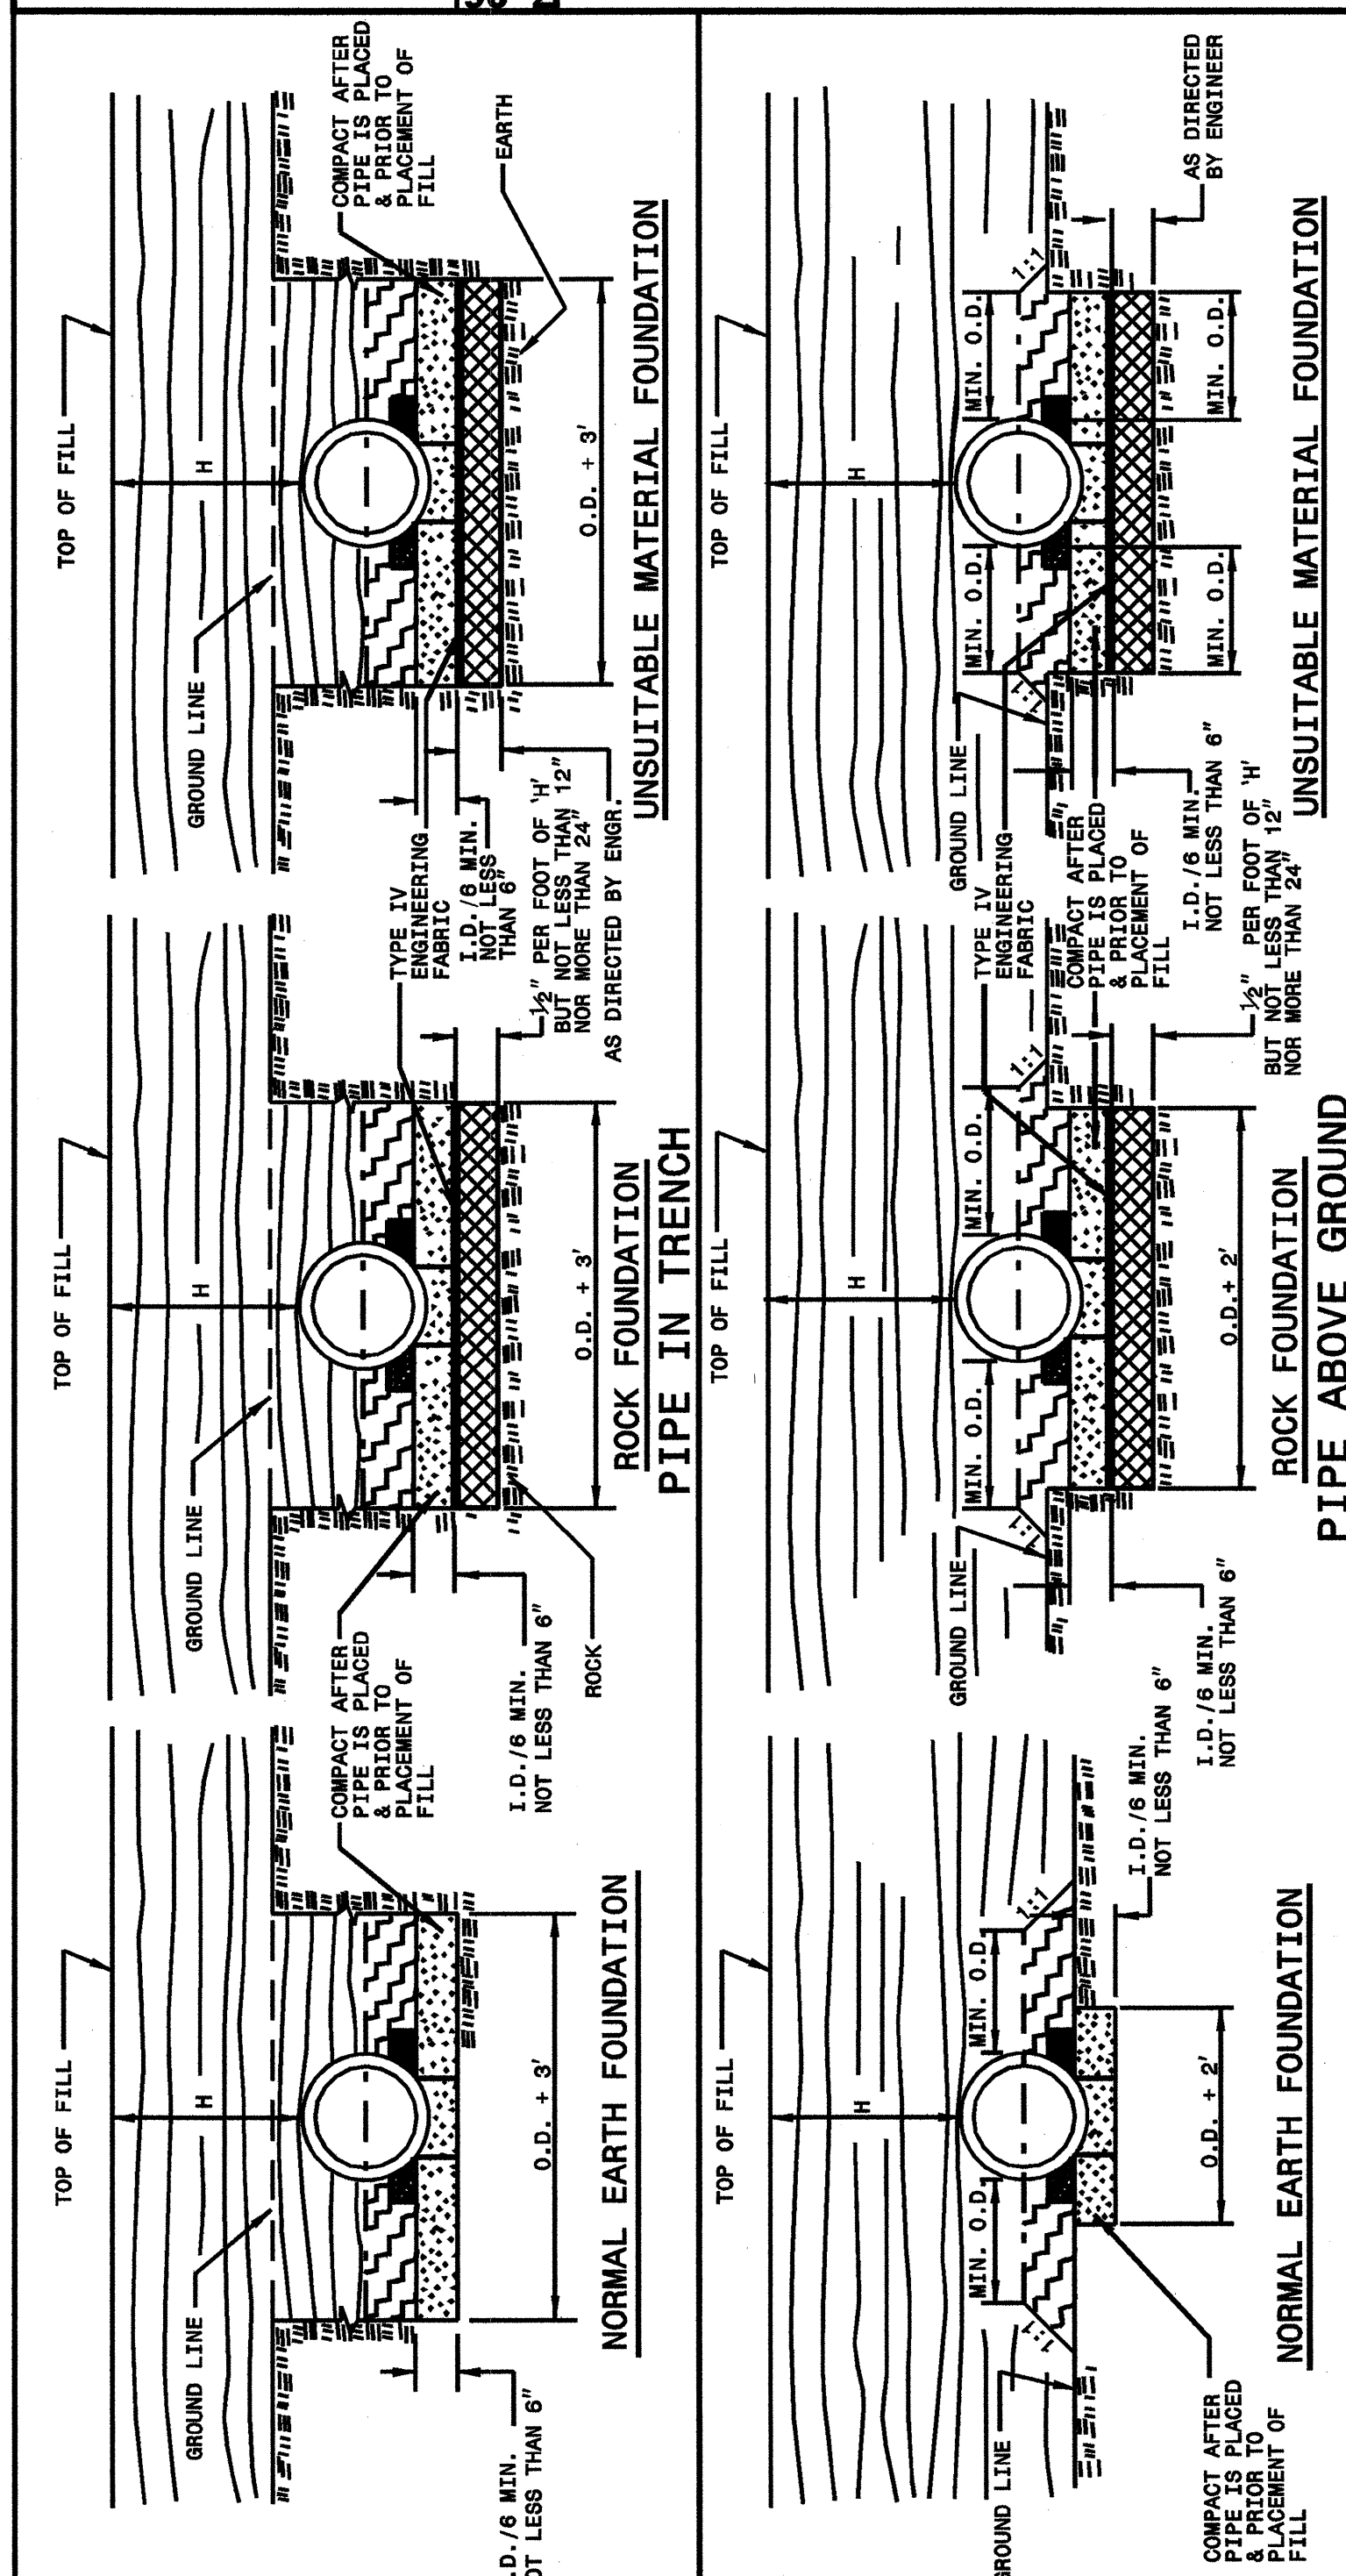 TOP OF FILL
GROUND LINE
H
COMPACT AFTER
PIPE IS PLACED
& PRIOR TO
PLACEMENT OF
FILL
I.D./6 MIN.
NOT LESS THAN 6"
O.D. + 3'
NORMAL EARTH FOUNDATION
TOP OF FILL
GROUND LINE
H
I.D./6 MIN.
NOT LESS THAN 6"
ROCK
O.D. + 3'
ROCK FOUNDATION
PIPE IN TRENCH
TYPE IV
ENGINEERING
FABRIC
I.D./6 MIN.
NOT LESS
THAN 6"
½" PER FOOT OF 'H'
BUT NOT LESS THAN 12"
NOR MORE THAN 24"
AS DIRECTED BY ENGR.
TOP OF FILL
GROUND LINE
H
COMPACT AFTER
PIPE IS PLACED
& PRIOR TO
PLACEMENT OF
FILL
EARTH
O.D. + 3'
UNSUITABLE MATERIAL FOUNDATION
TOP OF FILL
H
GROUND LINE
MIN. O.D.
MIN. O.D.
1:1
1:1
COMPACT AFTER
PIPE IS PLACED
& PRIOR TO
PLACEMENT OF
FILL
I.D./6 MIN.
NOT LESS THAN 6"
O.D. + 2'
NORMAL EARTH FOUNDATION
TOP OF FILL
H
GROUND LINE
MIN. O.D.
MIN. O.D.
1:1
1:1
I.D./6 MIN.
NOT LESS THAN 6"
O.D.+ 2'
ROCK FOUNDATION
PIPE ABOVE GROUND
TYPE IV
ENGINEERING
FABRIC
COMPACT AFTER
PIPE IS PLACED
& PRIOR TO
PLACEMENT OF
FILL
I.D./6 MIN.
NOT LESS THAN 6"
½" PER FOOT OF 'H'
BUT NOT LESS THAN 12"
NOR MORE THAN 24"
TOP OF FILL
H
GROUND LINE
MIN. O.D.
MIN. O.D.
1:1
1:1
AS DIRECTED
BY ENGINEER
MIN. O.D.
MIN. O.D.
UNSUITABLE MATERIAL FOUNDATION